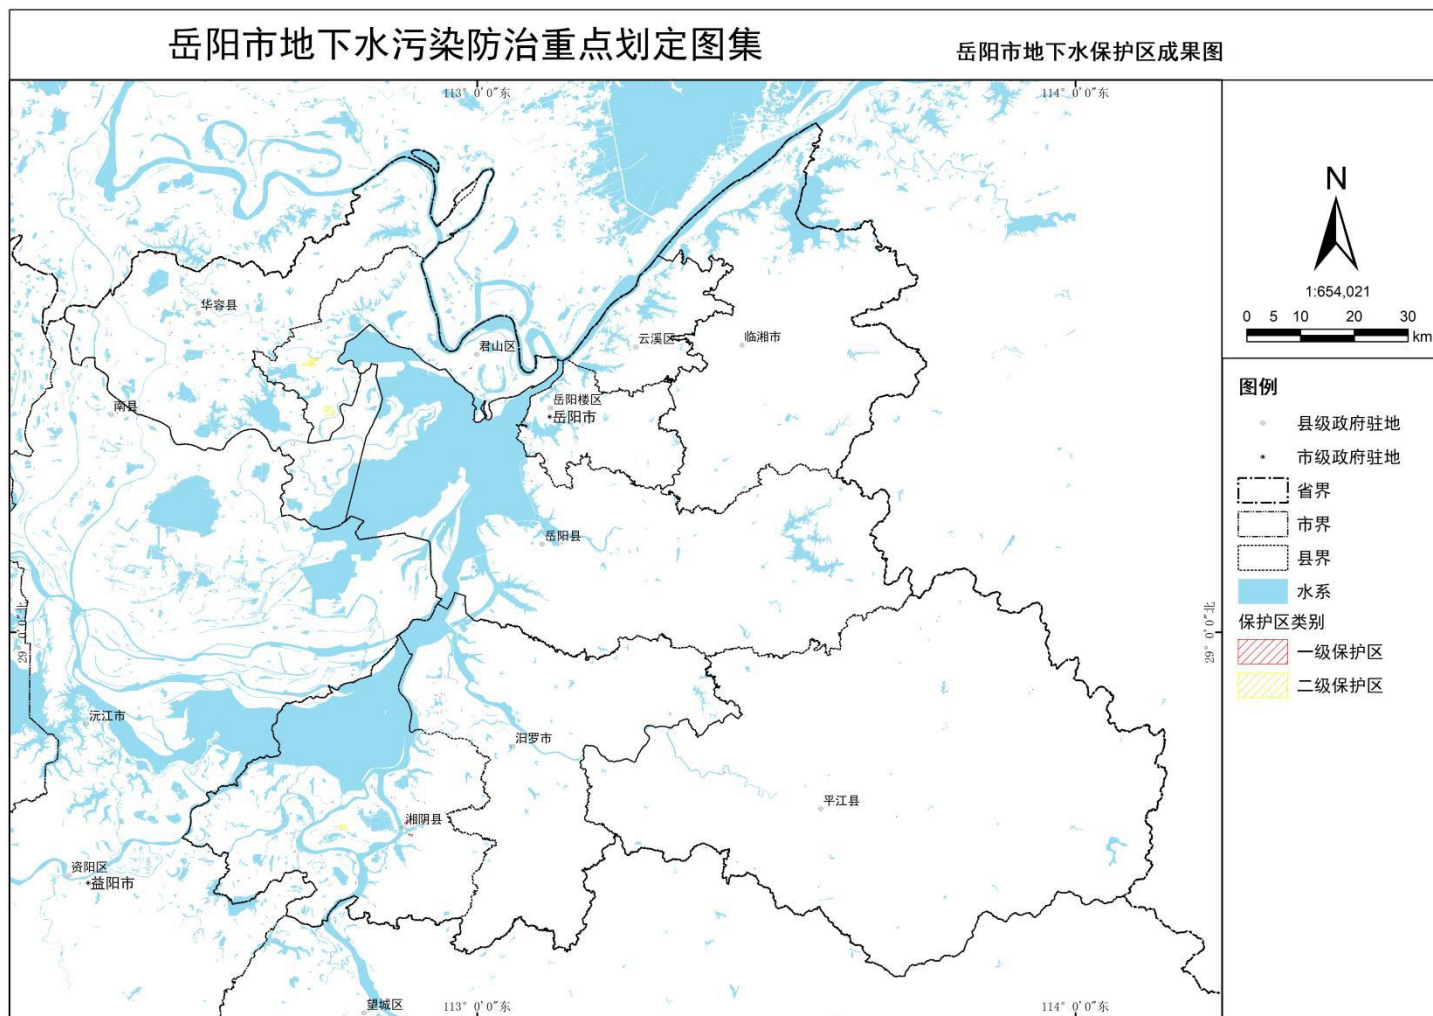 岳阳市地下水污染防治重点划定图集
岳阳市地下水保护区成果图
113° 0′0″东
114° 0′0″东
N
1:654,021
0 5 10 20 30
km
华容县
君山区
云溪区
临湘市
岳阳楼区
岳阳市
南县
岳阳县
29° 0′0″北
29° 0′0″北
沅江市
汨罗市
平江县
湘阴县
资阳区
益阳市
望城区
113° 0′0″东
114° 0′0″东
图例
县级政府驻地
市级政府驻地
省界
市界
县界
水系
保护区类别
一级保护区
二级保护区